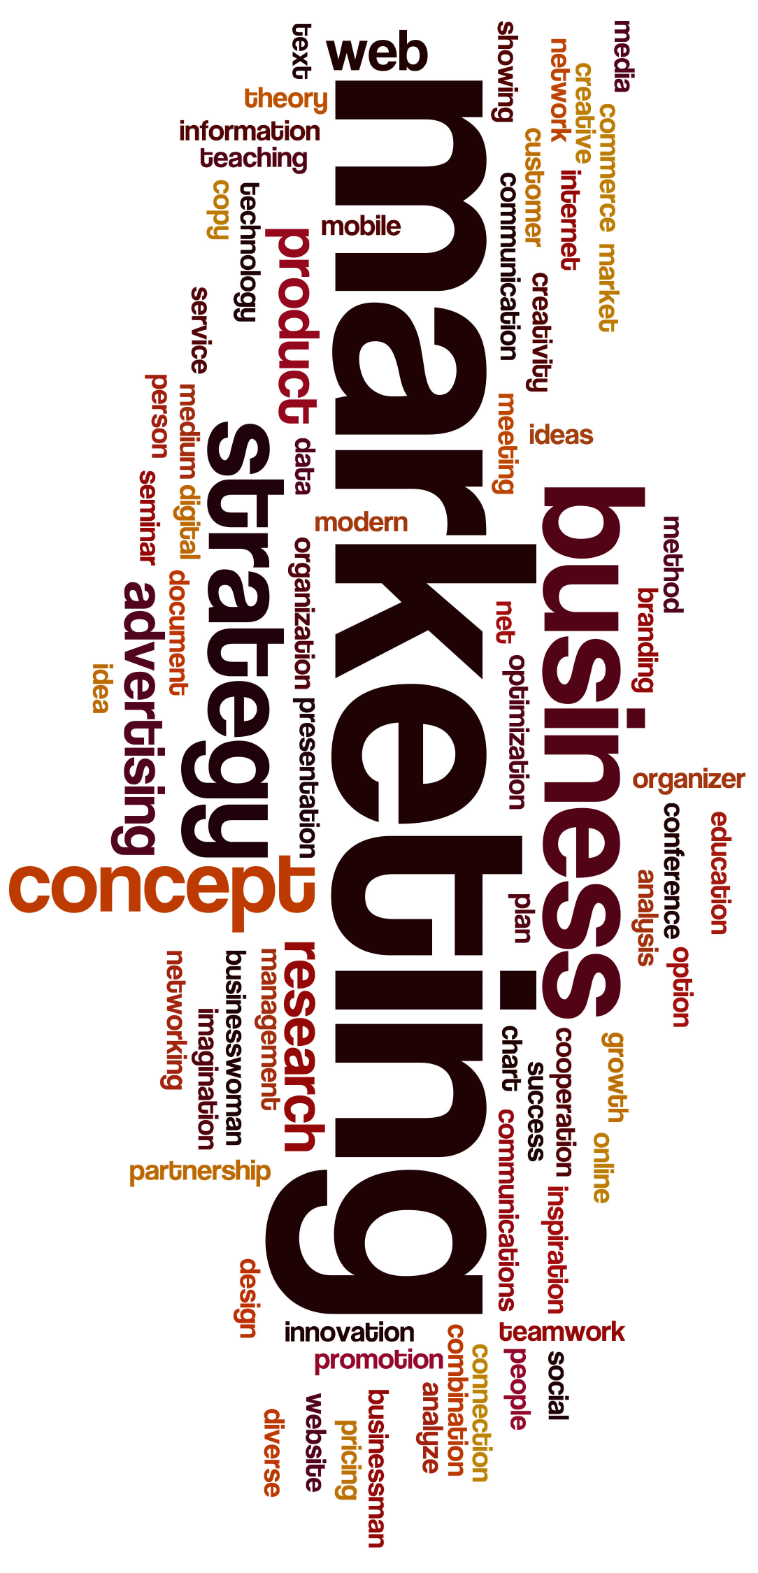 text
web
showing
media
network
creative
commerce
theory
information
teaching
customer
internet
copy
technology
mobile
communication
market
product
service
creativity
marketing
person
medium
meeting
ideas
strategy
data
seminar
digital
business
modern
method
organization
document
advertising
branding
net
idea
optimization
presentation
organizer
conference
education
concept
analysis
plan
option
research
networking
businesswoman
management
imagination
chart
cooperation
growth
success
communications
online
partnership
inspiration
design
innovation
teamwork
promotion
combination
connection
people
social
analyze
businessman
website
diverse
pricing